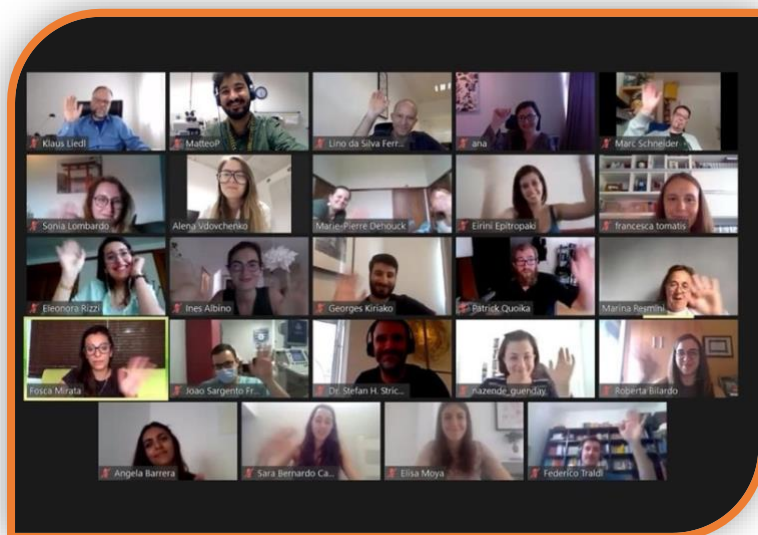 Klaus Liedl
MatteoP
Lino da Silva Ferr...
ana
Marc Schneider
Sonia Lombardo
Alena Vdovchenko
Marie-Pierre Dehouck
Eirini Epitropaki
francesca tomatis
Eleonora Rizzi
Ines Albino
Georges Kiriako
Patrick Quoika
Marina Resmini
Fosca Mirata
Joao Sargento Fr...
Dr. Stefan H. Stric...
nazende_guenday
Roberta Bilardo
Angela Barrera
Sara Bernardo Ca...
Elisa Moya
Federico Traldi